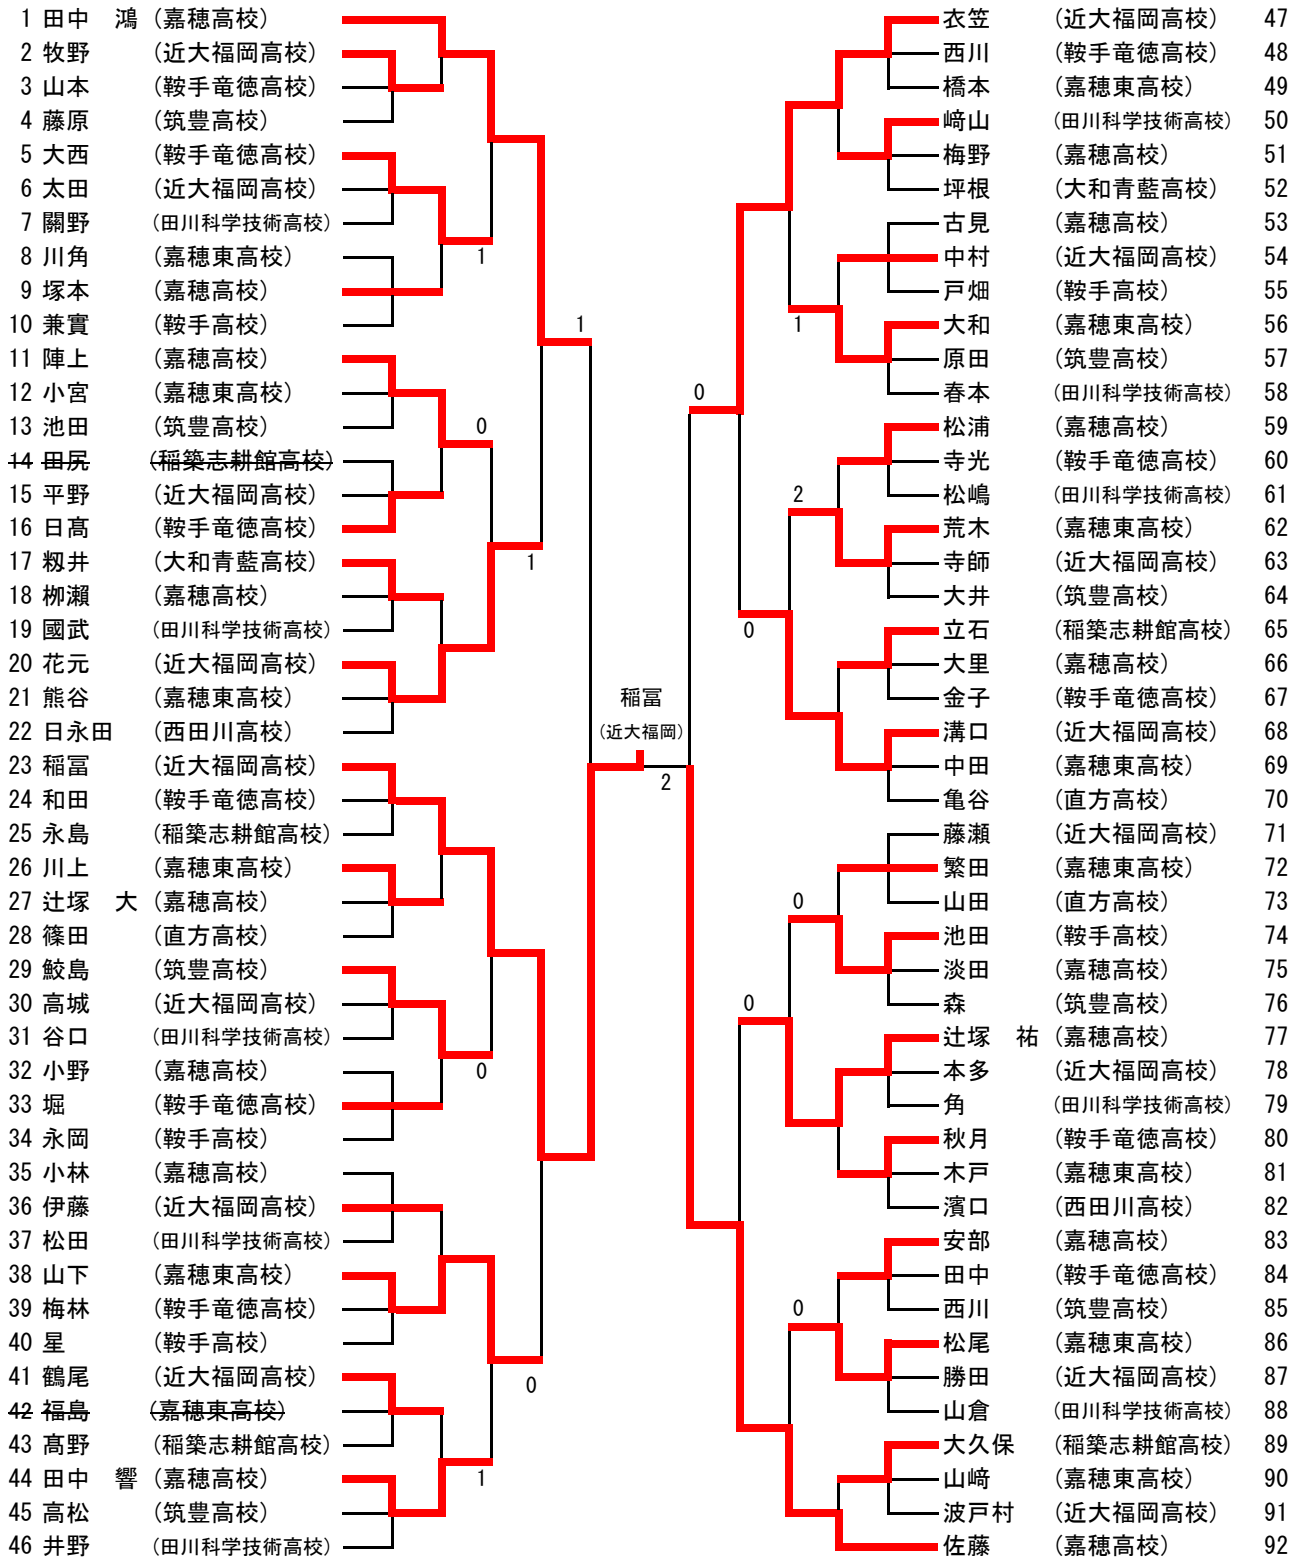 1 田中　鴻 (嘉穂高校)
2 牧野 (近大福岡高校)
3 山本 (鞍手竜徳高校)
4 藤原 (筑豊高校)
5 大西 (鞍手竜徳高校)
6 太田 (近大福岡高校)
7 關野 (田川科学技術高校)
8 川角 (嘉穂東高校)
1
9 塚本 (嘉穂高校)
10 兼實 (鞍手高校)
1
11 陣上 (嘉穂高校)
12 小宮 (嘉穂東高校)
13 池田 (筑豊高校)
0
14 田尻 (稲築志耕館高校)
15 平野 (近大福岡高校)
16 日髙 (鞍手竜徳高校)
17 籾井 (大和青藍高校)
1
18 栁瀨 (嘉穂高校)
19 國武 (田川科学技術高校)
20 花元 (近大福岡高校)
21 熊谷 (嘉穂東高校)
22 日永田 (西田川高校)
23 稲冨 (近大福岡高校)
24 和田 (鞍手竜徳高校)
25 永島 (稲築志耕館高校)
26 川上 (嘉穂東高校)
27 辻塚　大 (嘉穂高校)
28 篠田 (直方高校)
29 鮫島 (筑豊高校)
30 高城 (近大福岡高校)
31 谷口 (田川科学技術高校)
32 小野 (嘉穂高校)
0
33 堀 (鞍手竜徳高校)
34 永岡 (鞍手高校)
35 小林 (嘉穂高校)
36 伊藤 (近大福岡高校)
37 松田 (田川科学技術高校)
38 山下 (嘉穂東高校)
39 梅林 (鞍手竜徳高校)
40 星 (鞍手高校)
41 鶴尾 (近大福岡高校)
0
42 福島 (嘉穂東高校)
43 髙野 (稲築志耕館高校)
44 田中　響 (嘉穂高校)
1
45 高松 (筑豊高校)
46 井野 (田川科学技術高校)
稲冨
(近大福岡)
2
衣笠 (近大福岡高校) 47
西川 (鞍手竜徳高校) 48
橋本 (嘉穂東高校) 49
﨑山 (田川科学技術高校) 50
梅野 (嘉穂高校) 51
坪根 (大和青藍高校) 52
古見 (嘉穂高校) 53
中村 (近大福岡高校) 54
戸畑 (鞍手高校) 55
1
大和 (嘉穂東高校) 56
原田 (筑豊高校) 57
0
春本 (田川科学技術高校) 58
松浦 (嘉穂高校) 59
寺光 (鞍手竜徳高校) 60
2
松嶋 (田川科学技術高校) 61
荒木 (嘉穂東高校) 62
寺師 (近大福岡高校) 63
大井 (筑豊高校) 64
0
立石 (稲築志耕館高校) 65
大里 (嘉穂高校) 66
金子 (鞍手竜徳高校) 67
溝口 (近大福岡高校) 68
中田 (嘉穂東高校) 69
亀谷 (直方高校) 70
藤瀬 (近大福岡高校) 71
繁田 (嘉穂東高校) 72
0
山田 (直方高校) 73
池田 (鞍手高校) 74
淡田 (嘉穂高校) 75
0
森 (筑豊高校) 76
辻塚　祐 (嘉穂高校) 77
本多 (近大福岡高校) 78
角 (田川科学技術高校) 79
秋月 (鞍手竜徳高校) 80
木戸 (嘉穂東高校) 81
濱口 (西田川高校) 82
安部 (嘉穂高校) 83
田中 (鞍手竜徳高校) 84
0
西川 (筑豊高校) 85
松尾 (嘉穂東高校) 86
勝田 (近大福岡高校) 87
山倉 (田川科学技術高校) 88
大久保 (稲築志耕館高校) 89
山﨑 (嘉穂東高校) 90
波戸村 (近大福岡高校) 91
佐藤 (嘉穂高校) 92